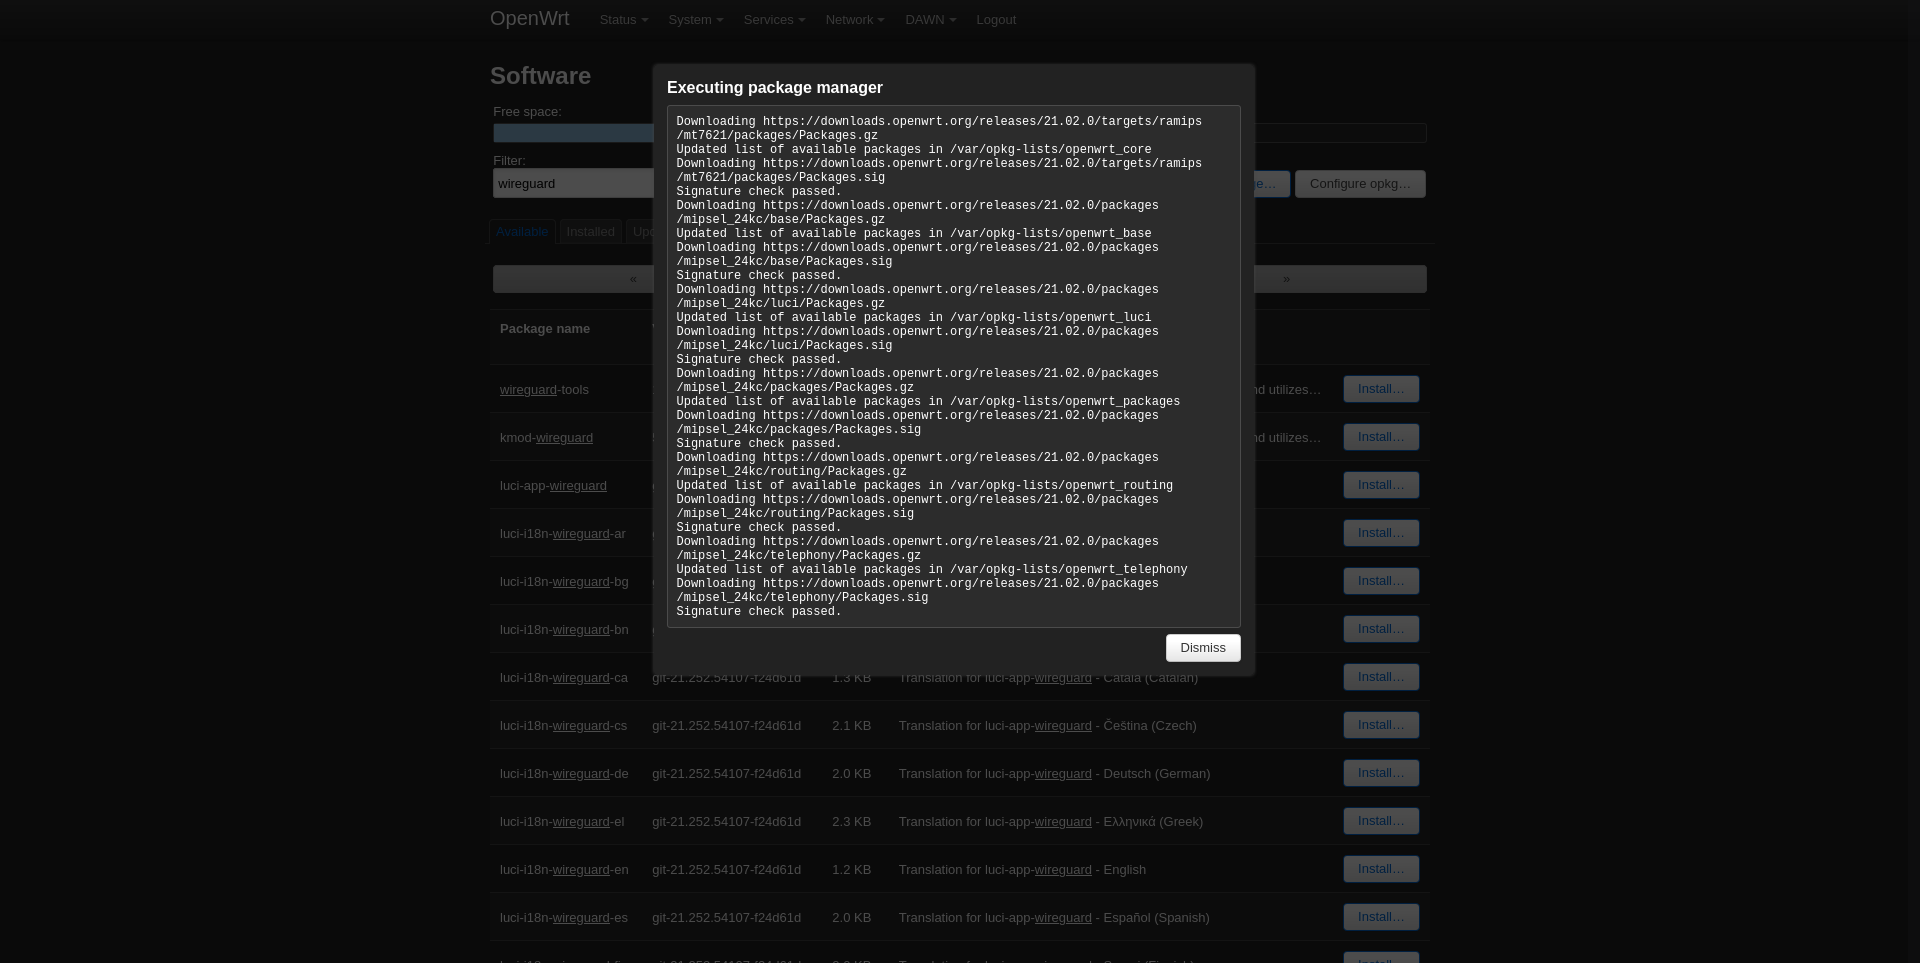 OpenWrt Status System Services Network DAWN Logout
Software
Free space:
Filter:
wireguard
Configure opkg…
Available Installed
« »
Package name
Executing package manager
Downloading https://downloads.openwrt.org/releases/21.02.0/targets/ramips
/mt7621/packages/Packages.gz
Updated list of available packages in /var/opkg-lists/openwrt_core
Downloading https://downloads.openwrt.org/releases/21.02.0/targets/ramips
/mt7621/packages/Packages.sig
Signature check passed.
Downloading https://downloads.openwrt.org/releases/21.02.0/packages
/mipsel_24kc/base/Packages.gz
Updated list of available packages in /var/opkg-lists/openwrt_base
Downloading https://downloads.openwrt.org/releases/21.02.0/packages
/mipsel_24kc/base/Packages.sig
Signature check passed.
Downloading https://downloads.openwrt.org/releases/21.02.0/packages
/mipsel_24kc/luci/Packages.gz
Updated list of available packages in /var/opkg-lists/openwrt_luci
Downloading https://downloads.openwrt.org/releases/21.02.0/packages
/mipsel_24kc/luci/Packages.sig
Signature check passed.
Downloading https://downloads.openwrt.org/releases/21.02.0/packages
/mipsel_24kc/packages/Packages.gz
Updated list of available packages in /var/opkg-lists/openwrt_packages
Downloading https://downloads.openwrt.org/releases/21.02.0/packages
/mipsel_24kc/packages/Packages.sig
Signature check passed.
Downloading https://downloads.openwrt.org/releases/21.02.0/packages
/mipsel_24kc/routing/Packages.gz
Updated list of available packages in /var/opkg-lists/openwrt_routing
Downloading https://downloads.openwrt.org/releases/21.02.0/packages
/mipsel_24kc/routing/Packages.sig
Signature check passed.
Downloading https://downloads.openwrt.org/releases/21.02.0/packages
/mipsel_24kc/telephony/Packages.gz
Updated list of available packages in /var/opkg-lists/openwrt_telephony
Downloading https://downloads.openwrt.org/releases/21.02.0/packages
/mipsel_24kc/telephony/Packages.sig
Signature check passed.
Dismiss
wireguard-tools utilizes… Install…
kmod-wireguard utilizes… Install…
luci-app-wireguard Install…
luci-i18n-wireguard-ar Install…
luci-i18n-wireguard-bg Install…
luci-i18n-wireguard-bn Install…
luci-i18n-wireguard-ca git-21.252.54107-f24d61d 1.3 KB Translation for luci-app-wireguard - Català (Catalan) Install…
luci-i18n-wireguard-cs git-21.252.54107-f24d61d 2.1 KB Translation for luci-app-wireguard - Čeština (Czech) Install…
luci-i18n-wireguard-de git-21.252.54107-f24d61d 2.0 KB Translation for luci-app-wireguard - Deutsch (German) Install…
luci-i18n-wireguard-el git-21.252.54107-f24d61d 2.3 KB Translation for luci-app-wireguard - Ελληνικά (Greek) Install…
luci-i18n-wireguard-en git-21.252.54107-f24d61d 1.2 KB Translation for luci-app-wireguard - English Install…
luci-i18n-wireguard-es git-21.252.54107-f24d61d 2.0 KB Translation for luci-app-wireguard - Español (Spanish) Install…